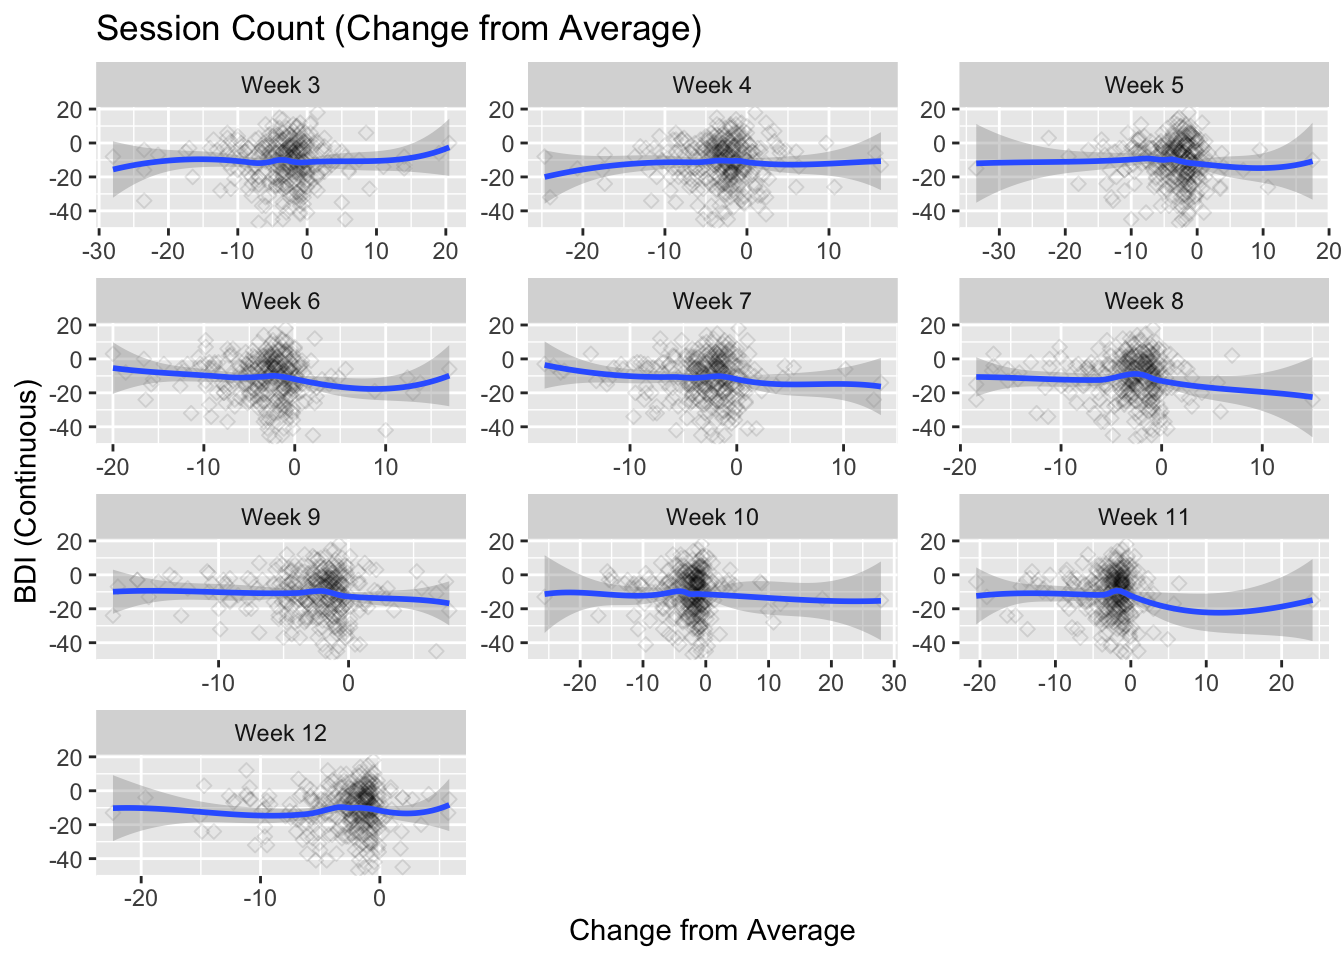 Session Count (Change from Average)
Week 3 Week 4 Week 5
20 0 -20 -40
-30 -20 -10 0 10 20
20 0 -20 -40
-20 -10 0 10
20 0 -20 -40
-30 -20 -10 0 10 20
Week 6 Week 7 Week 8
20 0 -20 -40
-20 -10 0 10
20 0 -20 -40
-10 0 10
20 0 -20 -40
-20 -10 0 10
Week 9 Week 10 Week 11
20 0 -20 -40
-10 0
20 0 -20 -40
-20 -10 0 10 20 30
20 0 -20 -40
-20 -10 0 10 20
Week 12
20 0 -20 -40
-20 -10 0
BDI (Continuous)
Change from Average